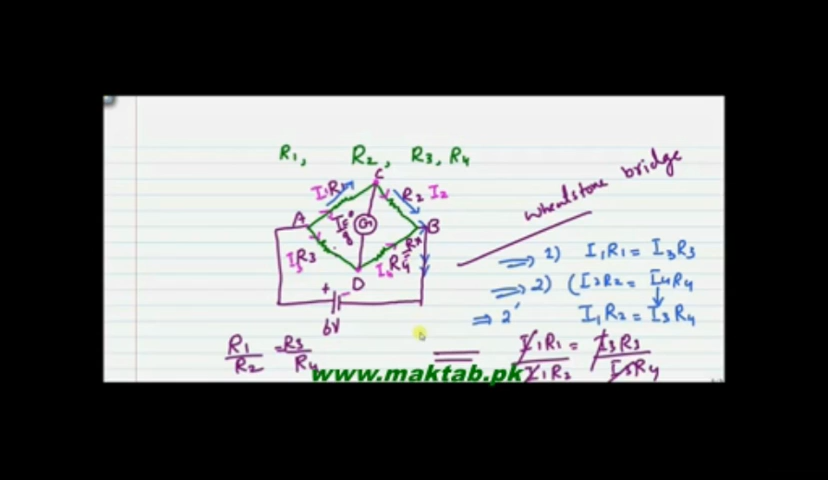 R1, R2, R3, R4
C
I1R1
R2 I2
A
G
B
I3R3
I4R4
D
+ -
6V
wheatstone bridge
⇒ 1) I1R1 = I3R3
⇒ 2) (I2R2 = I4R4
⇒ 2' I1R2 = I3R4
R1/R2 = R3/R4
I1R1/I1R2 = I3R3/I3R4
www.maktab.pk